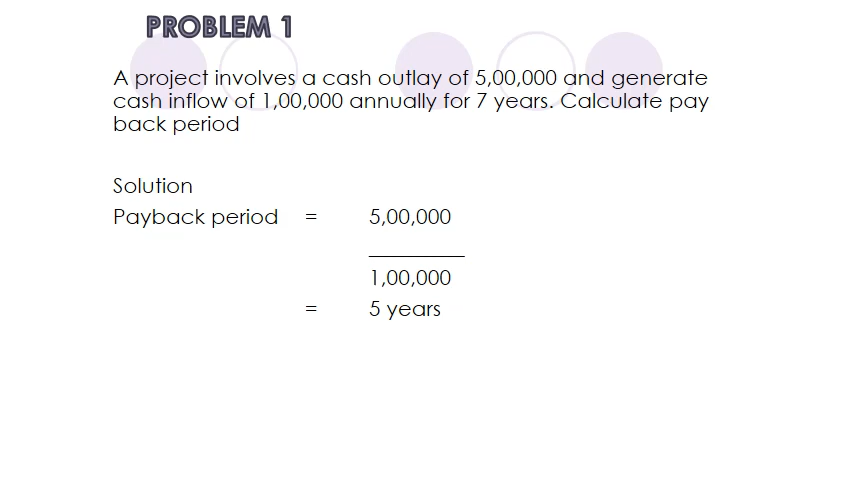 PROBLEM 1
A project involves a cash outlay of 5,00,000 and generate
cash inflow of 1,00,000 annually for 7 years. Calculate pay
back period
Solution
Payback period = 5,00,000
1,00,000
= 5 years